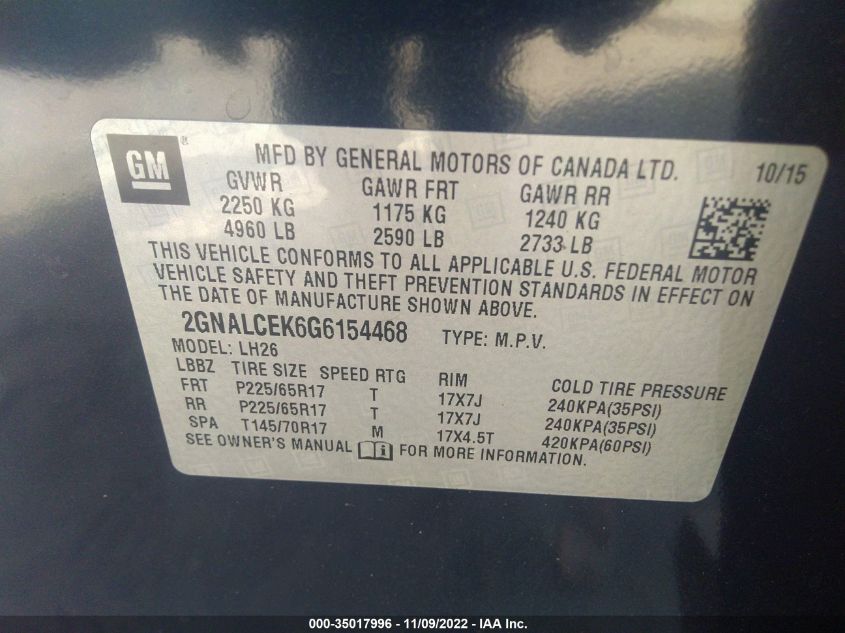 GM ® MFD BY GENERAL MOTORS OF CANADA LTD. 10/15
GVWR GAWR FRT GAWR RR
2250 KG 1175 KG 1240 KG
4960 LB 2590 LB 2733 LB
THIS VEHICLE CONFORMS TO ALL APPLICABLE U.S. FEDERAL MOTOR
VEHICLE SAFETY AND THEFT PREVENTION STANDARDS IN EFFECT ON
THE DATE OF MANUFACTURE SHOWN ABOVE.
2GNALCEK6G6154468 TYPE: M.P.V.
MODEL: LH26
LBBZ TIRE SIZE SPEED RTG RIM COLD TIRE PRESSURE
FRT P225/65R17 T 17X7J 240KPA(35PSI)
RR P225/65R17 T 17X7J 240KPA(35PSI)
SPA T145/70R17 M 17X4.5T 420KPA(60PSI)
SEE OWNER'S MANUAL FOR MORE INFORMATION.
000-35017996 - 11/09/2022 - IAA Inc.